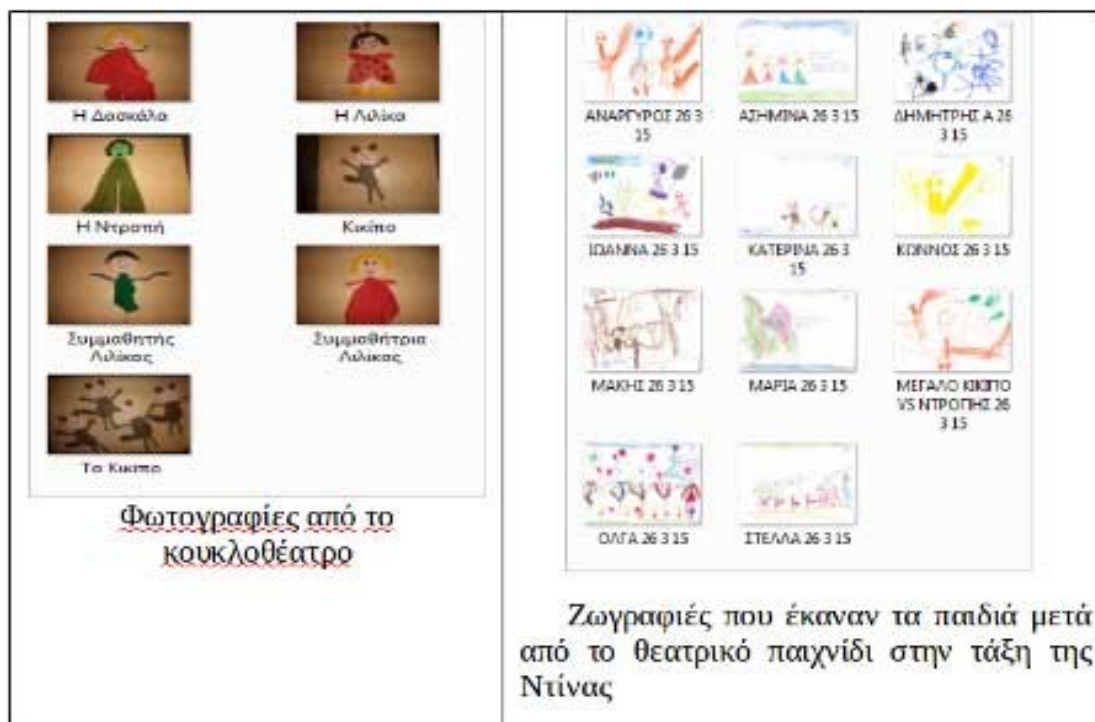 Η Δασκάλα
Η Λιλίκα
Η Ντροπή
Κικίπο
Συμμαθητής
Λιλίκας
Συμμαθήτρια
Λιλίκας
Τα Κικιπο
Φωτογραφίες από το
κουκλοθέατρο
ΑΝΑΡΓΥΡΟΣ 26 3
15
ΑΣΗΜΙΝΑ 26 3 15
ΔΗΜΗΤΡΗΣ Α 26
3 15
ΙΩΑΝΝΑ 26 3 15
ΚΑΤΕΡΙΝΑ 26 3
15
ΚΩΝΝΟΣ 26 3 15
ΜΑΚΗΣ 26 3 15
ΜΑΡΙΑ 26 3 15
ΜΕΓΑΛΟ ΚΙΚΙΠΟ
VS ΝΤΡΟΠΗΣ 26
3 15
ΟΛΓΑ 26 3 15
ΣΤΕΛΛΑ 26 3 15
Ζωγραφιές που έκαναν τα παιδιά μετά
από το θεατρικό παιχνίδι στην τάξη της
Ντίνας